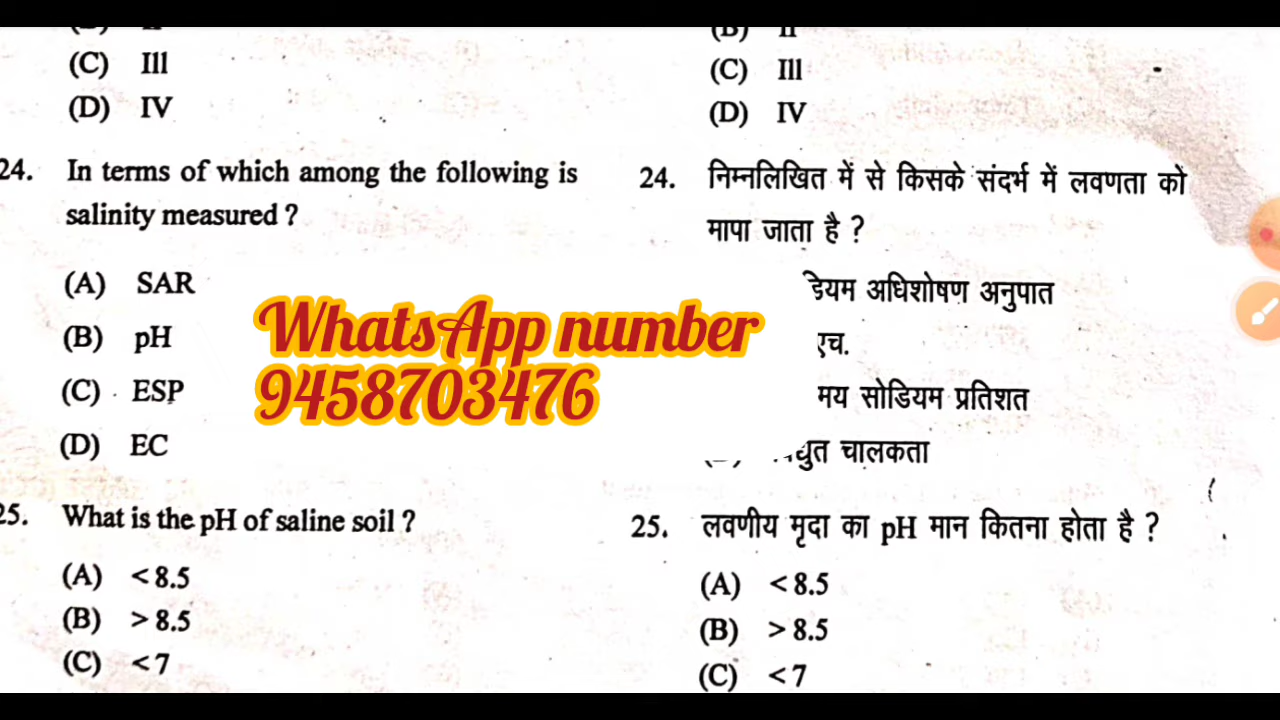 (C) III
(D) IV
24. In terms of which among the following is
salinity measured ?
(A) SAR
(B) pH
(C) ESP
(D) EC
25. What is the pH of saline soil ?
(A) < 8.5
(B) > 8.5
(C) < 7
(B) II
(C) III
(D) IV
24. निम्नलिखित में से किसके संदर्भ में लवणता को
मापा जाता है ?
अधिशोषण अनुपात
एच.
सोडियम प्रतिशत
चालकता
25. लवणीय मृदा का pH मान कितना होता है ?
(A) < 8.5
(B) > 8.5
(C) < 7
WhatsApp number
9458703476